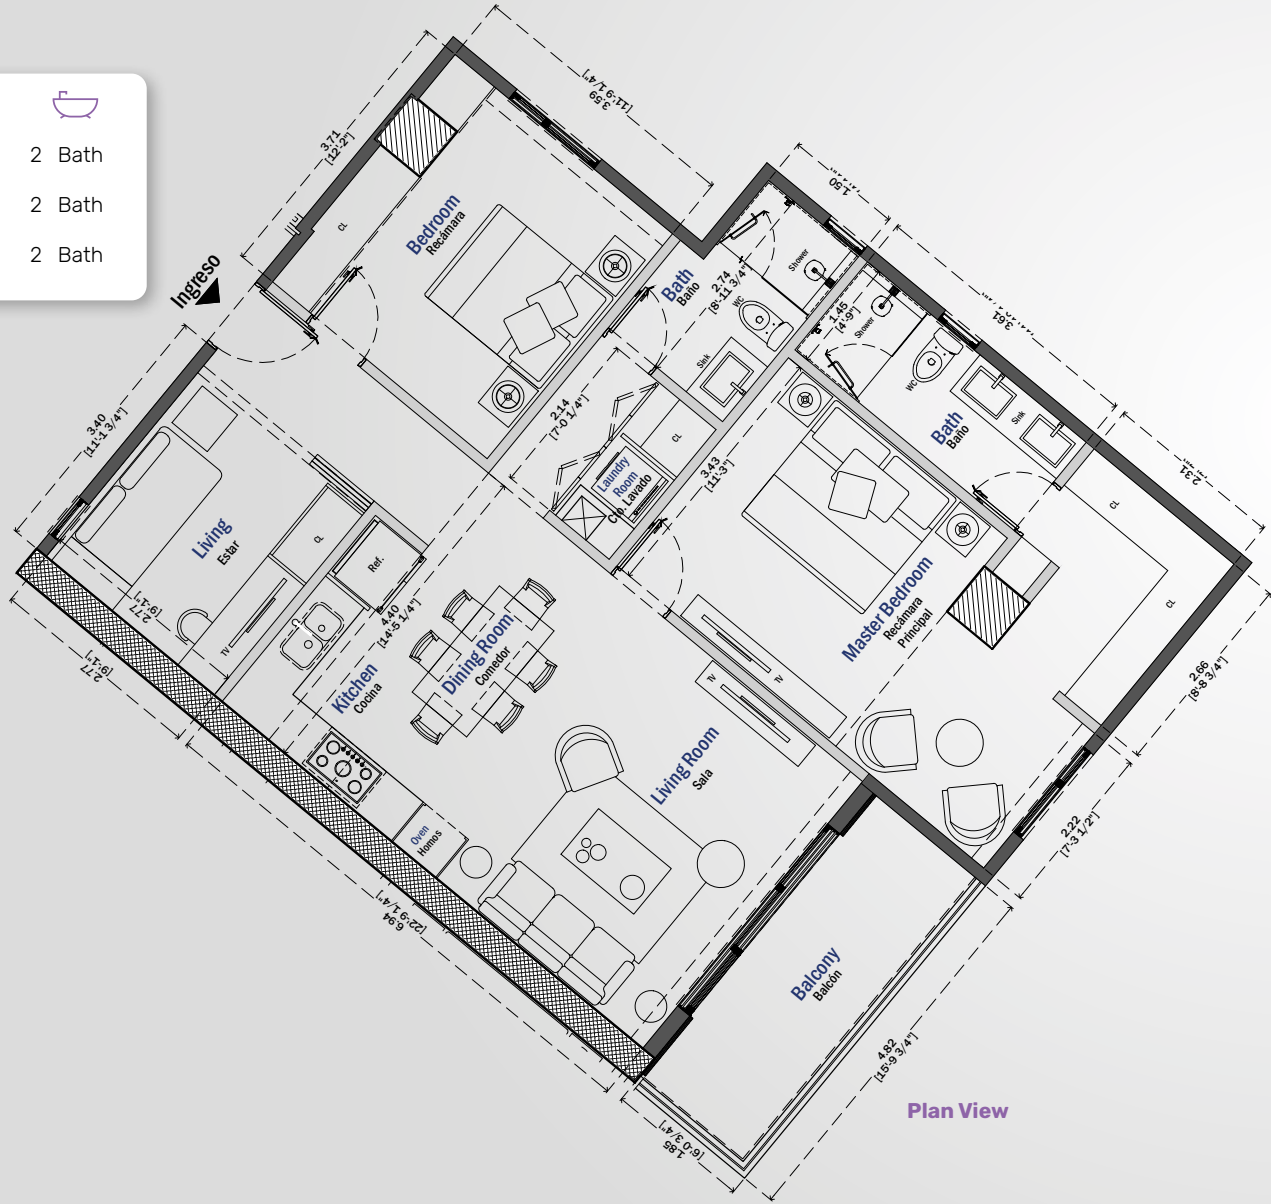 2 Bath
2 Bath
2 Bath
3.59
[11'-9 1/4"]
3.71
[12'-2"]
CL
Bedroom
Recámara
Ingreso
1.50
Bath
Baño
2.74
[8'-11 3/4"]
Shower
WC
Sink
1.45
[4'-9"]
Shower
3.61
WC
Sink
Bath
Baño
2.31
3.40
[11'-1 3/4"]
2.14
[7'-0 1/4"]
CL
Laundry
Room
Cto. Lavado
3.43
[11'-3"]
CL
CL
Living
Estar
CL
Ref.
TV
2.77
[9'-1"]
2.77
[9'-1"]
4.40
[14'-5 1/4"]
Kitchen
Cocina
Dining Room
Comedor
Master Bedroom
Recámara
Principal
TV
TV
2.66
[8'-8 3/4"]
Living Room
Sala
Oven
Hornos
2.22
[7'-3 1/2"]
6.94
[22'-9 1/4"]
Balcony
Balcón
4.82
[15'-9 3/4"]
1.85
[6'-0 3/4"]
Plan View